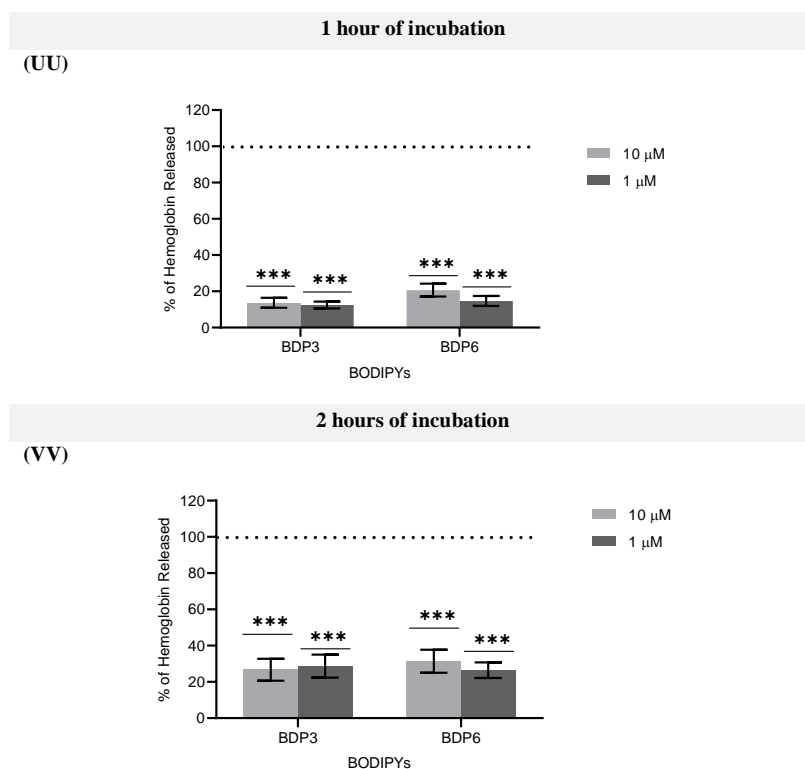 1 hour of incubation
(UU)
% of Hemoglobin Released
120
100
80
60
40
20
0
*** *** *** ***
BDP3 BDP6
BODIPYs
10 μM
1 μM
2 hours of incubation
(VV)
% of Hemoglobin Released
120
100
80
60
40
20
0
*** *** *** ***
BDP3 BDP6
BODIPYs
10 μM
1 μM